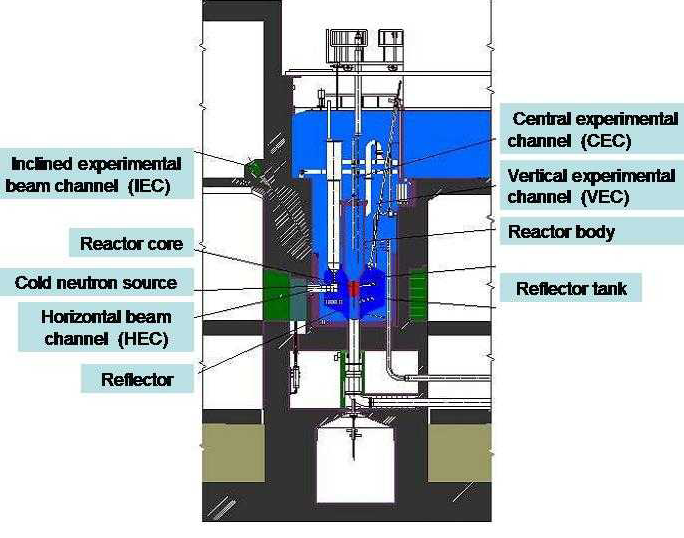 Inclined experimental
beam channel (IEC)
Reactor core
Cold neutron source
Horizontal beam
channel (HEC)
Reflector
Central experimental
channel (CEC)
Vertical experimental
channel (VEC)
Reactor body
Reflector tank